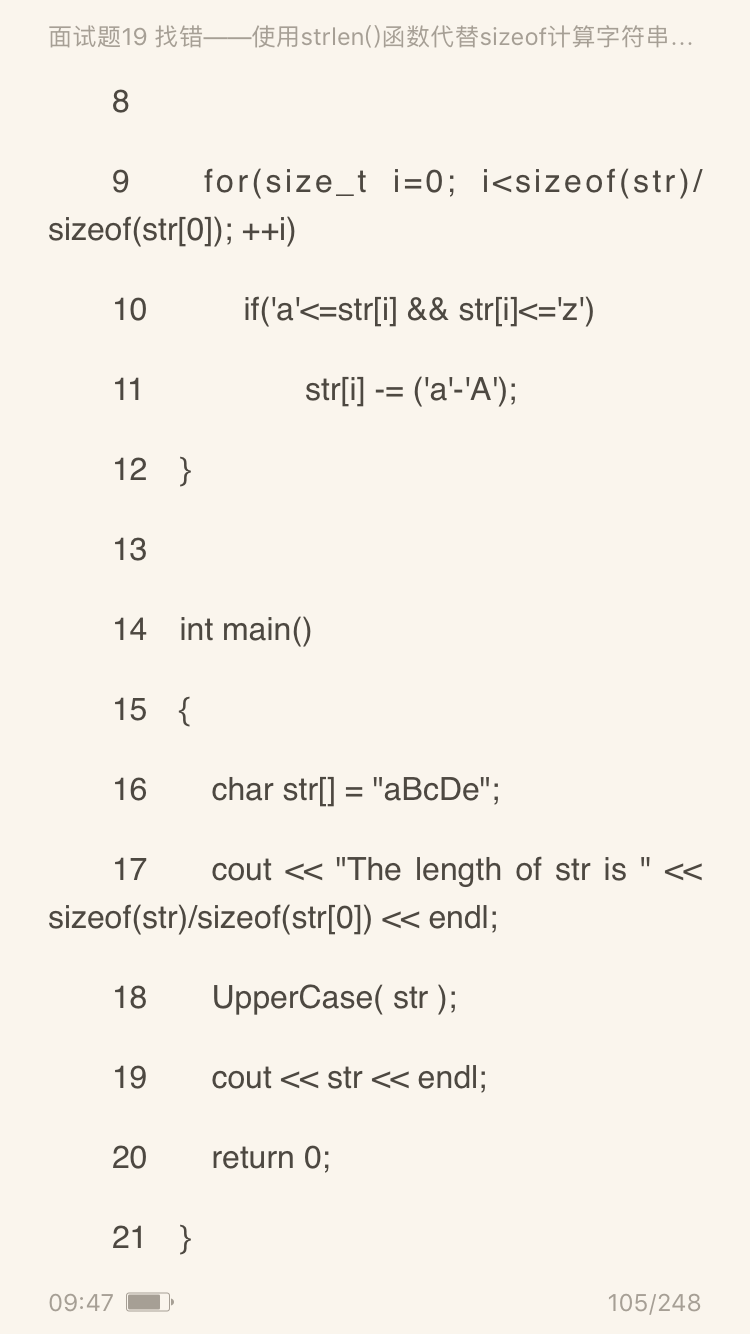 面试题19 找错——使用strlen()函数代替sizeof计算字符串…
8
9 for(size_t i=0; i<sizeof(str)/
sizeof(str[0]); ++i)
10 if('a'<=str[i] && str[i]<='z')
11 str[i] -= ('a'-'A');
12 }
13
14 int main()
15 {
16 char str[] = "aBcDe";
17 cout << "The length of str is " <<
sizeof(str)/sizeof(str[0]) << endl;
18 UpperCase( str );
19 cout << str << endl;
20 return 0;
21 }
09:47 105/248